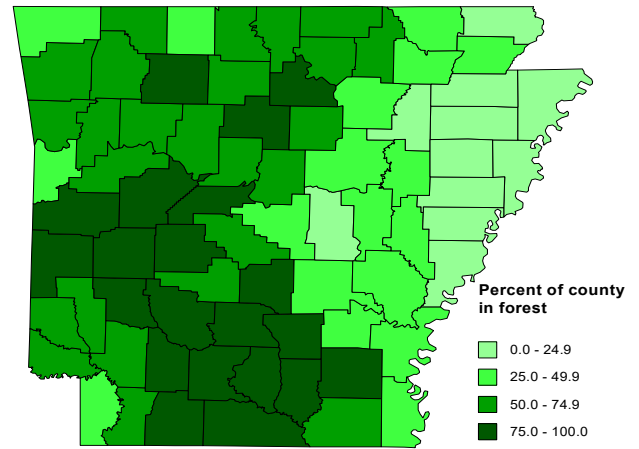 Percent of county
in forest
0.0 - 24.9
25.0 - 49.9
50.0 - 74.9
75.0 - 100.0